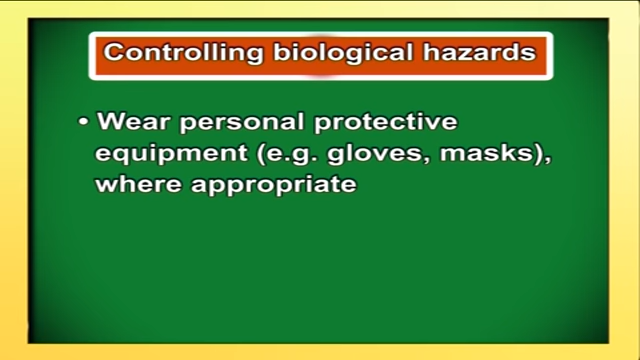 Controlling biological hazards
• Wear personal protective
equipment (e.g. gloves, masks),
where appropriate